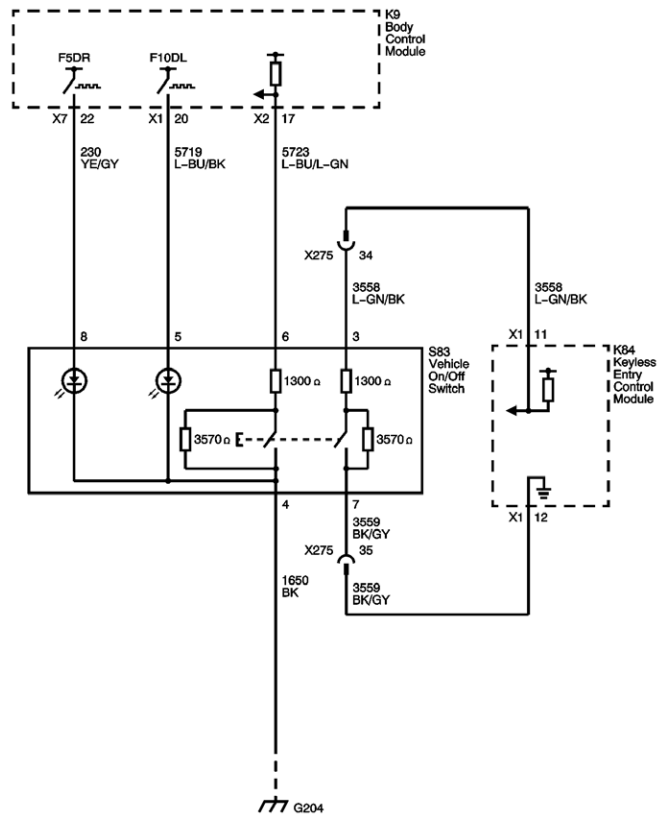 K9
Body
Control
Module
F5DR
F10DL
X7 22
X1 20
X2 17
230
YE/GY
5719
L-BU/BK
5723
L-BU/L-GN
X275 34
3558
L-GN/BK
3558
L-GN/BK
8
5
6
3
X1 11
S83
Vehicle
On/Off
Switch
K84
Keyless
Entry
Control
Module
1300 Ω
1300 Ω
3570 Ω
3570 Ω
4
7
X1 12
3559
BK/GY
X275 35
1650
BK
3559
BK/GY
G204